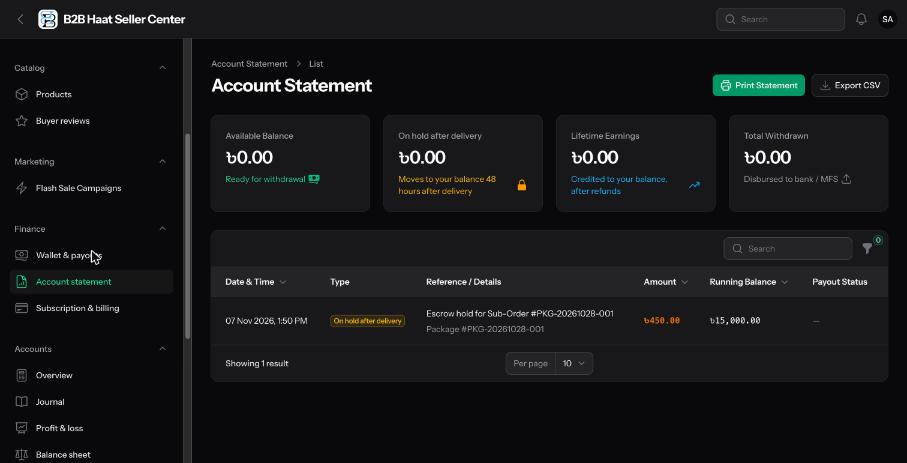 B2B Haat Seller Center
Search
SA
Catalog
Products
Buyer reviews
Marketing
Flash Sale Campaigns
Finance
Account statement
Subscription & billing
Accounts
Overview
Journal
Profit & loss
Balance sheet
Account Statement > List
Account Statement
Print Statement
Export CSV
Available Balance
৳0.00
Ready for withdrawal
On hold after delivery
৳0.00
Moves to your balance 48
hours after delivery
Lifetime Earnings
৳0.00
Credited to your balance,
after refunds
Total Withdrawn
৳0.00
Disbursed to bank / MFS
Search
0
Date & Time Type Reference / Details Amount Running Balance Payout Status
07 Nov 2026, 1:50 PM On hold after delivery Escrow hold for Sub-Order #PKG-20261028-001 ৳450.00 ৳15,000.00 —
Package #PKG-20261028-001
Showing 1 result
Per page 10